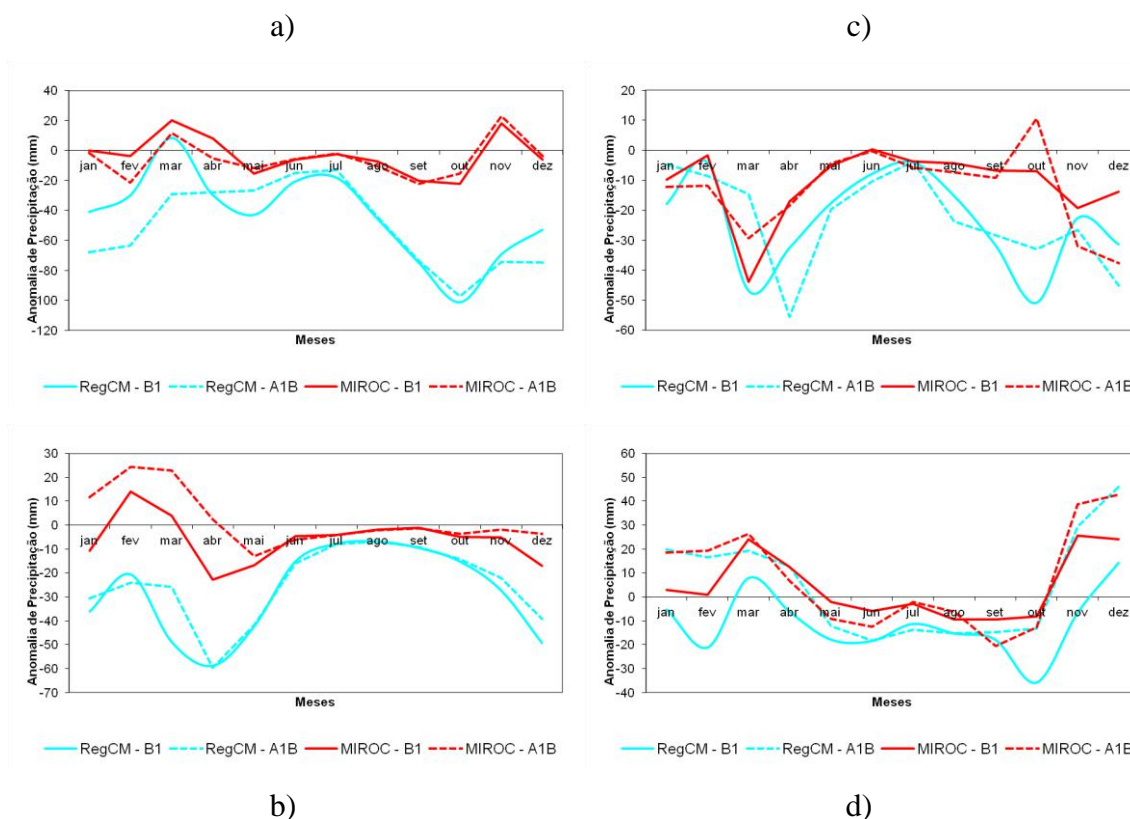 a)
c)
Anomalia de Precipitação (mm)
40
20
0
-20
-40
-60
-80
-100
-120
jan fev mar abr mai jun jul ago set out nov dez
Meses
RegCM - B1 RegCM - A1B MIROC - B1 MIROC - A1B
Anomalia de Precipitação (mm)
20
10
0
-10
-20
-30
-40
-50
-60
jan fev mar abr mai jun jul ago set out nov dez
Meses
RegCM - B1 RegCM - A1B MIROC - B1 MIROC - A1B
Anomalia de Precipitação (mm)
30
20
10
0
-10
-20
-30
-40
-50
-60
-70
jan fev mar abr mai jun jul ago set out nov dez
Meses
RegCM - B1 RegCM - A1B MIROC - B1 MIROC - A1B
Anomalia de Precipitação (mm)
60
50
40
30
20
10
0
-10
-20
-30
-40
jan fev mar abr mai jun jul ago set out nov dez
Meses
RegCM - B1 RegCM - A1B MIROC - B1 MIROC - A1B
b)
d)